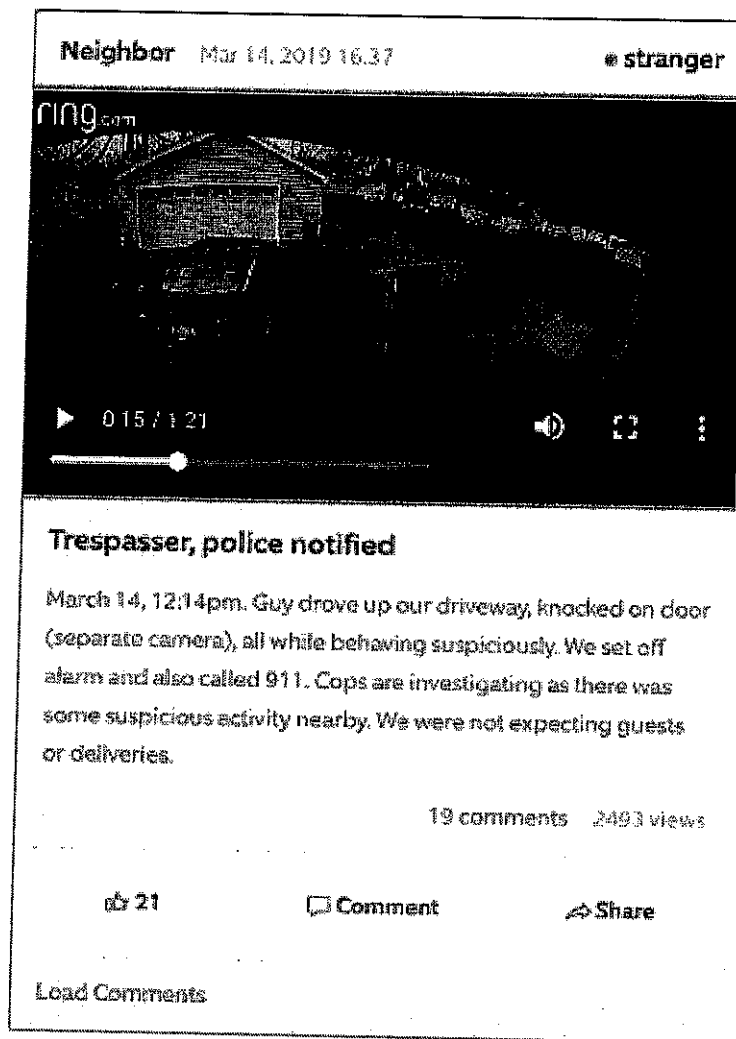 Neighbor Mar 14, 2019 16.37 stranger
ring.com
0 15 / 1 21
Trespasser, police notified
March 14, 12:14pm. Guy drove up our driveway, knocked on door
(separate camera), all while behaving suspiciously. We set off
alarm and also called 911. Cops are investigating as there was
some suspicious activity nearby. We were not expecting guests
or deliveries.
19 comments 2493 views
21 Comment Share
Load Comments